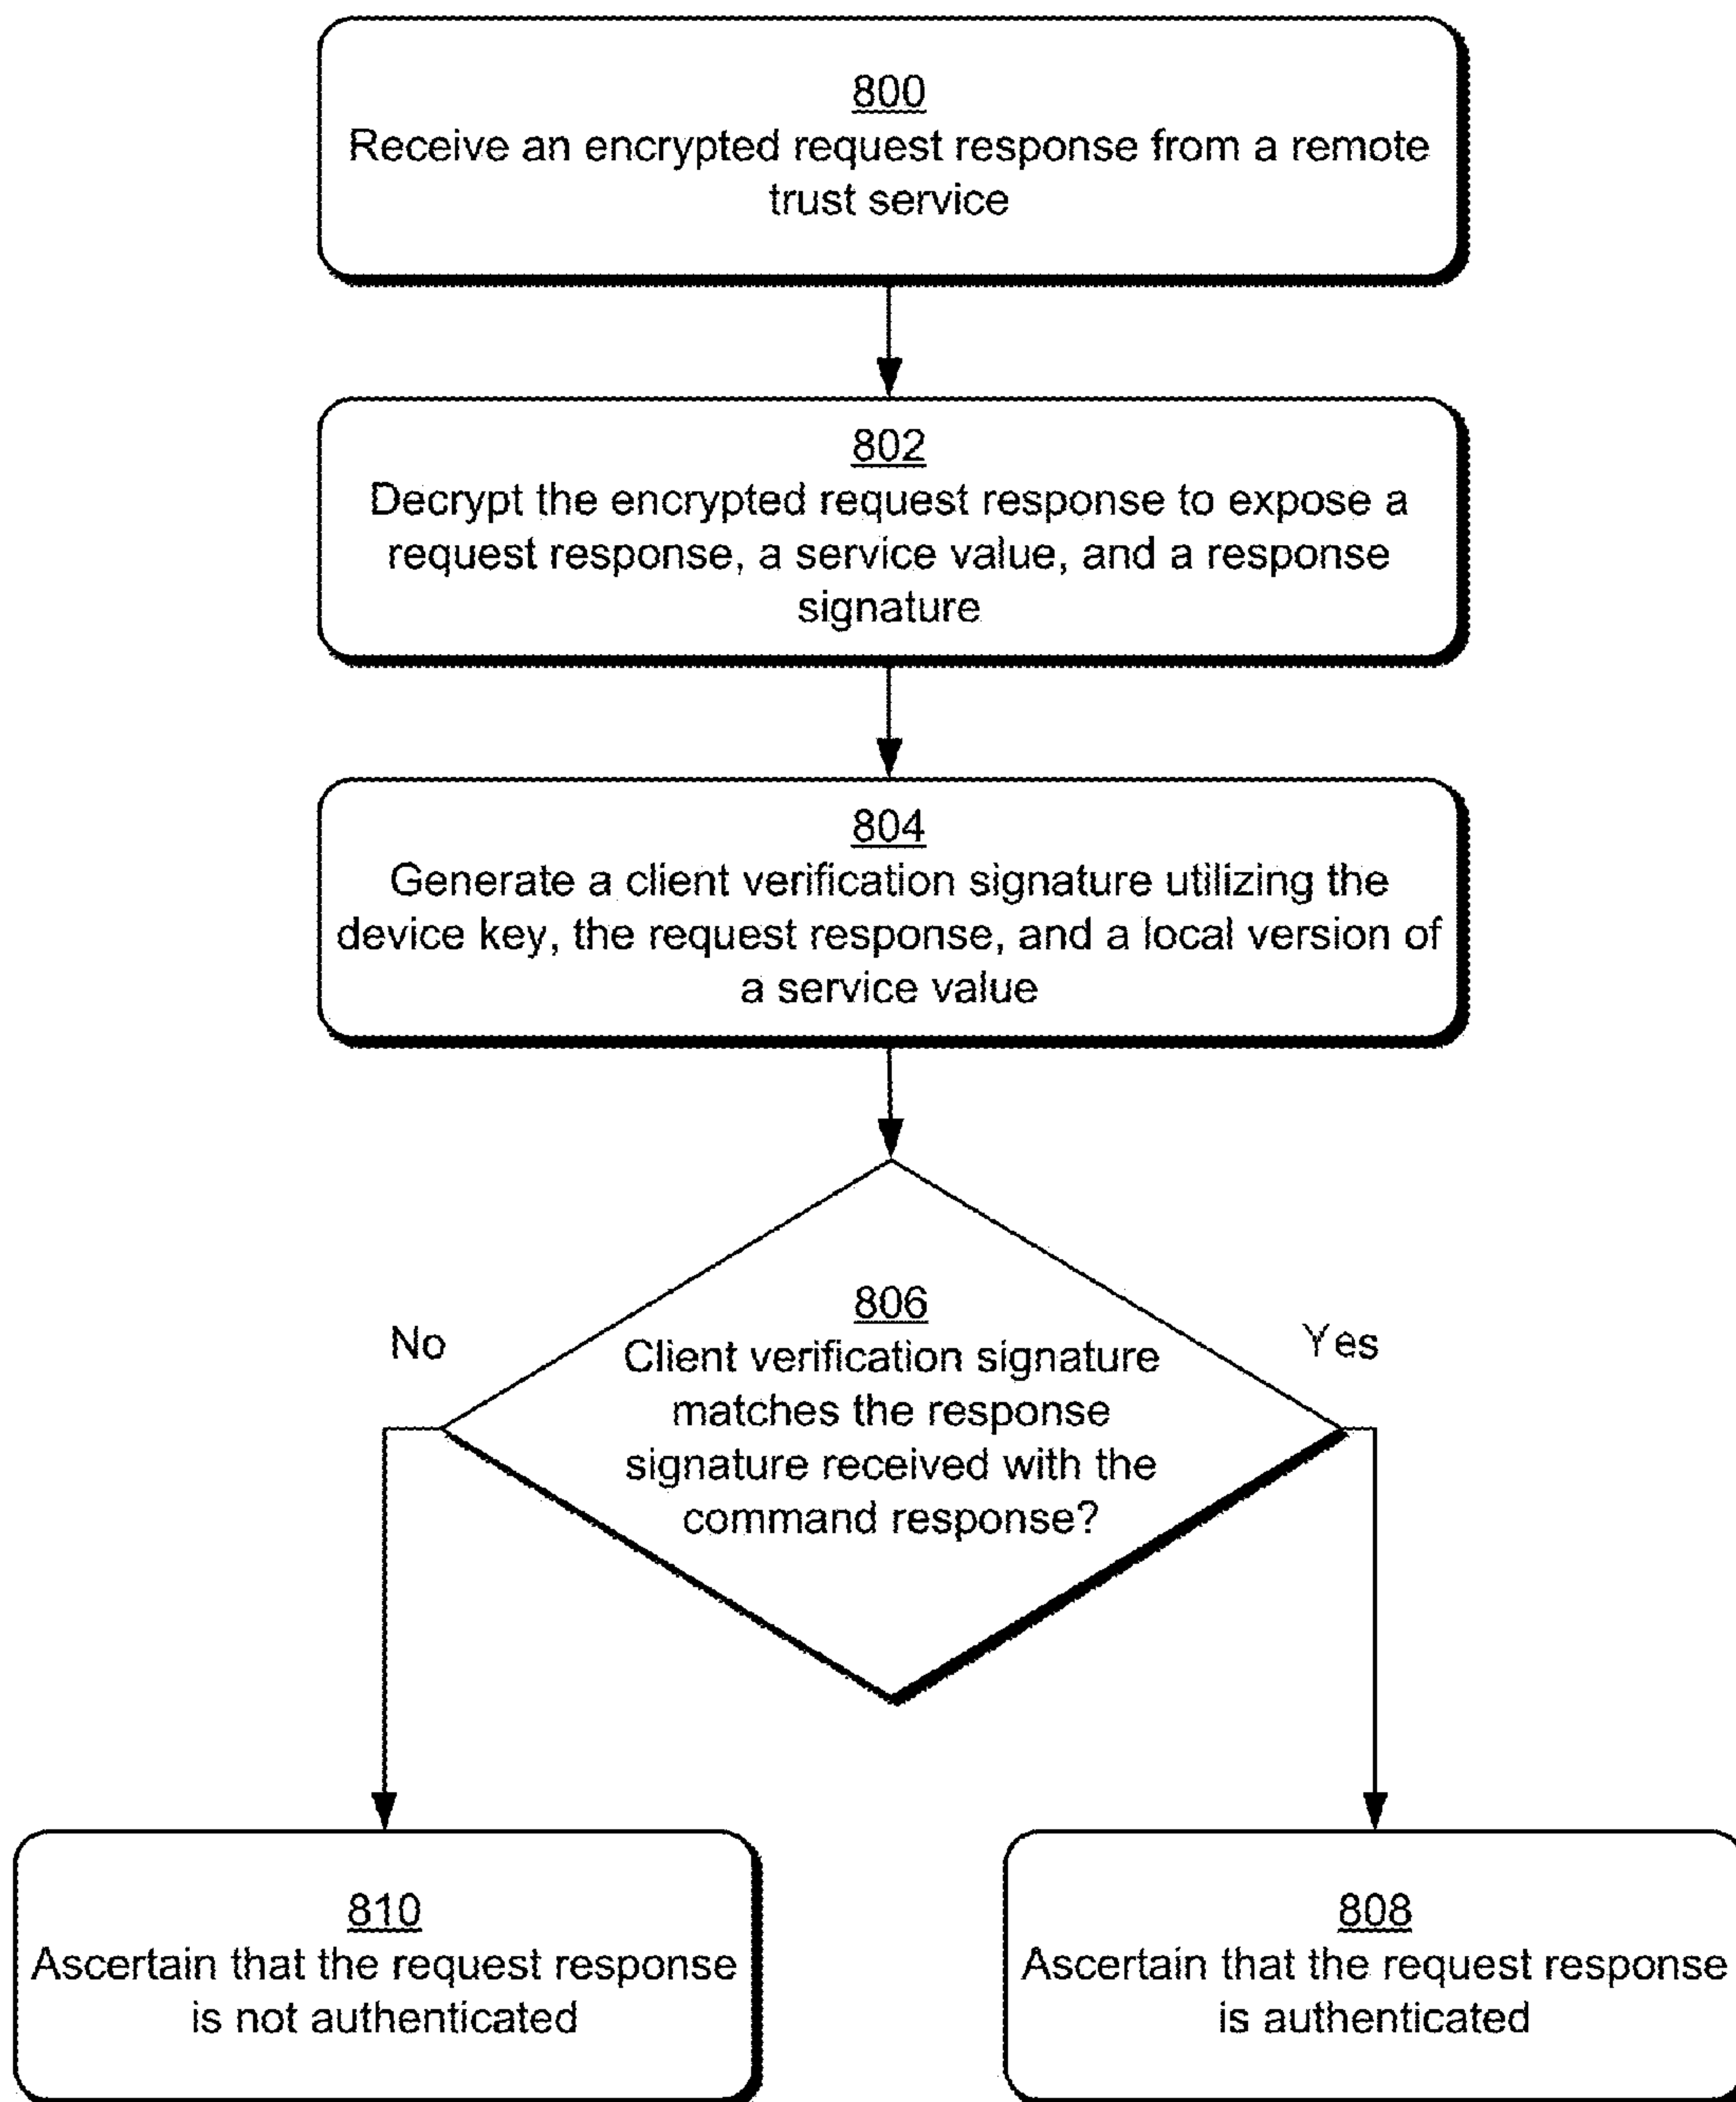 800
Receive an encrypted request response from a remote
trust service
802
Decrypt the encrypted request response to expose a
request response, a service value, and a response
signature
804
Generate a client verification signature utilizing the
device key, the request response, and a local version of
a service value
806
Client verification signature
matches the response
signature received with the
command response?
No
Yes
810
Ascertain that the request response
is not authenticated
808
Ascertain that the request response
is authenticated